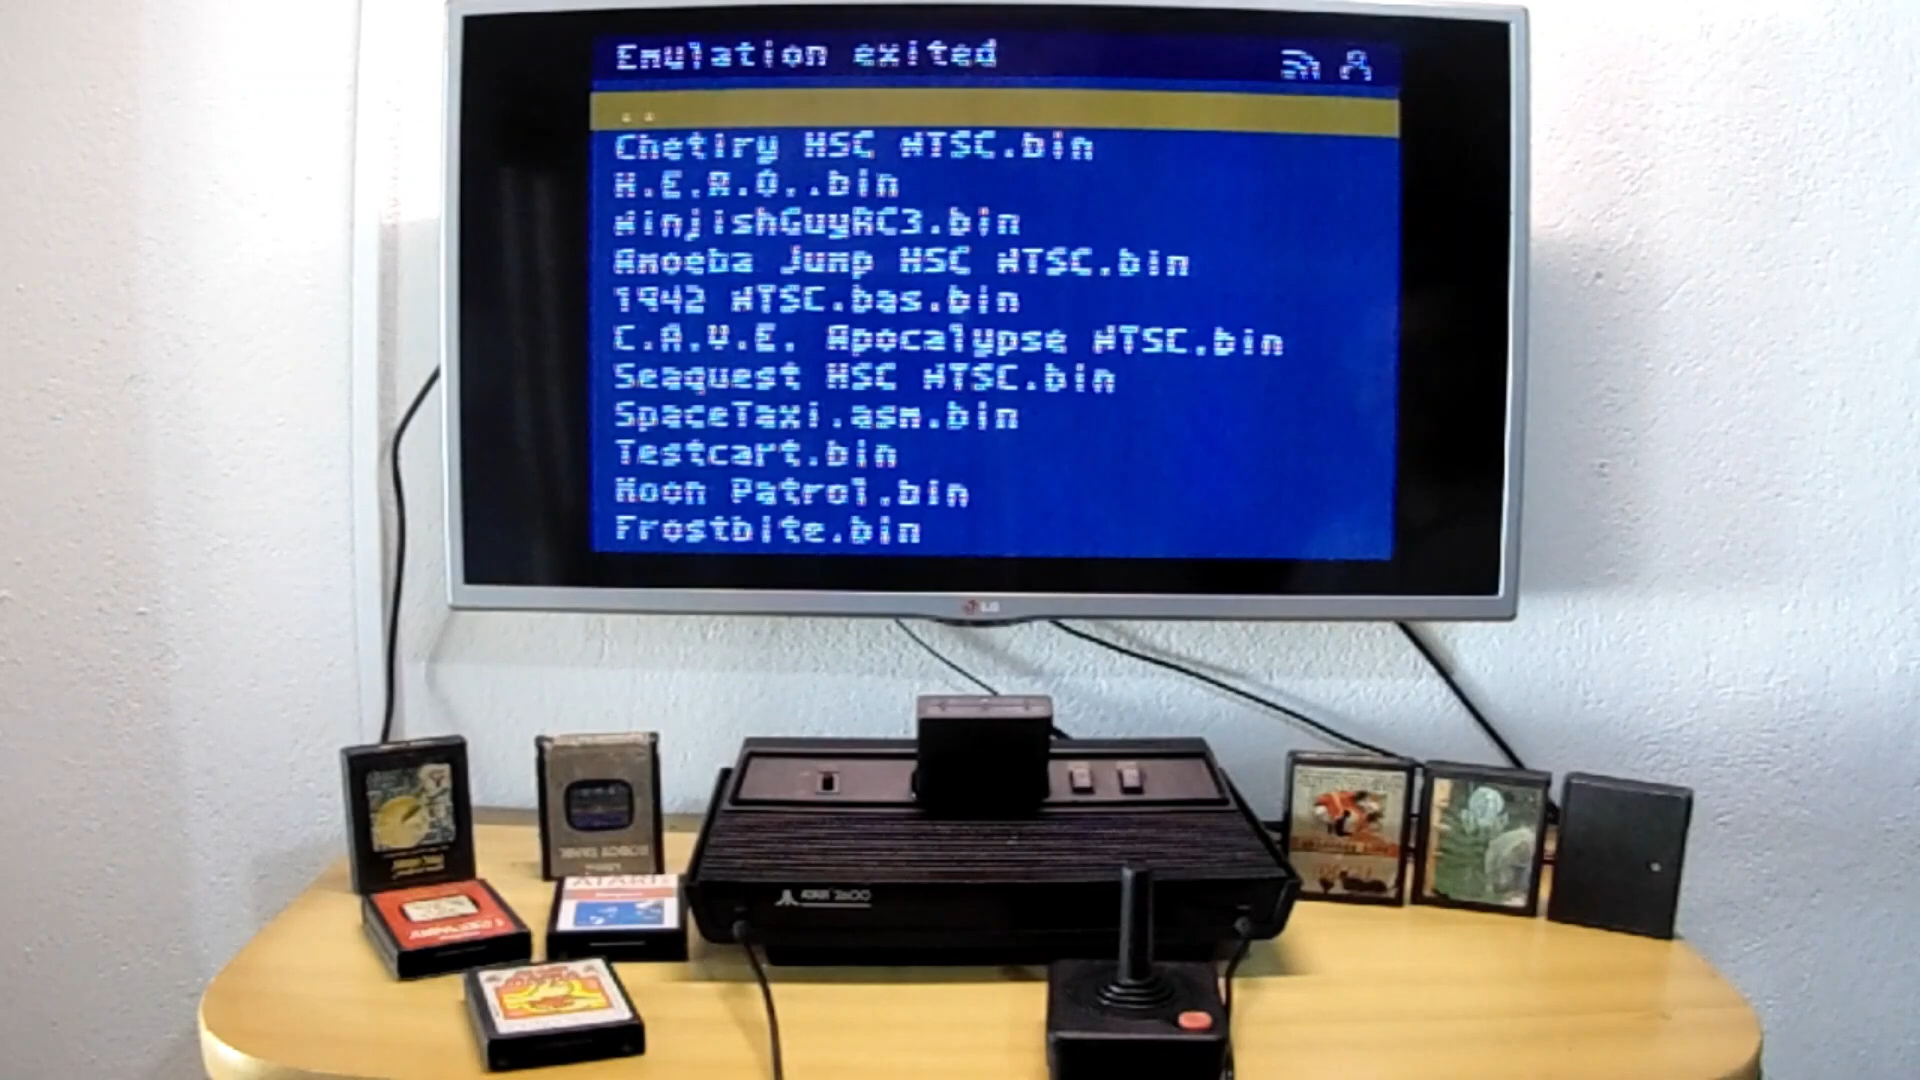 Emulation exited
..
Chetiry HSC NTSC.bin
H.E.R.O..bin
NinjishGuyRC3.bin
Amoeba Jump HSC NTSC.bin
1942 NTSC.bas.bin
C.A.V.E. Apocalypse NTSC.bin
Seaquest HSC NTSC.bin
SpaceTaxi.asm.bin
Testcart.bin
Moon Patrol.bin
Frostbite.bin
LG
ROBOT TANK
ATARI
ATARI 2600